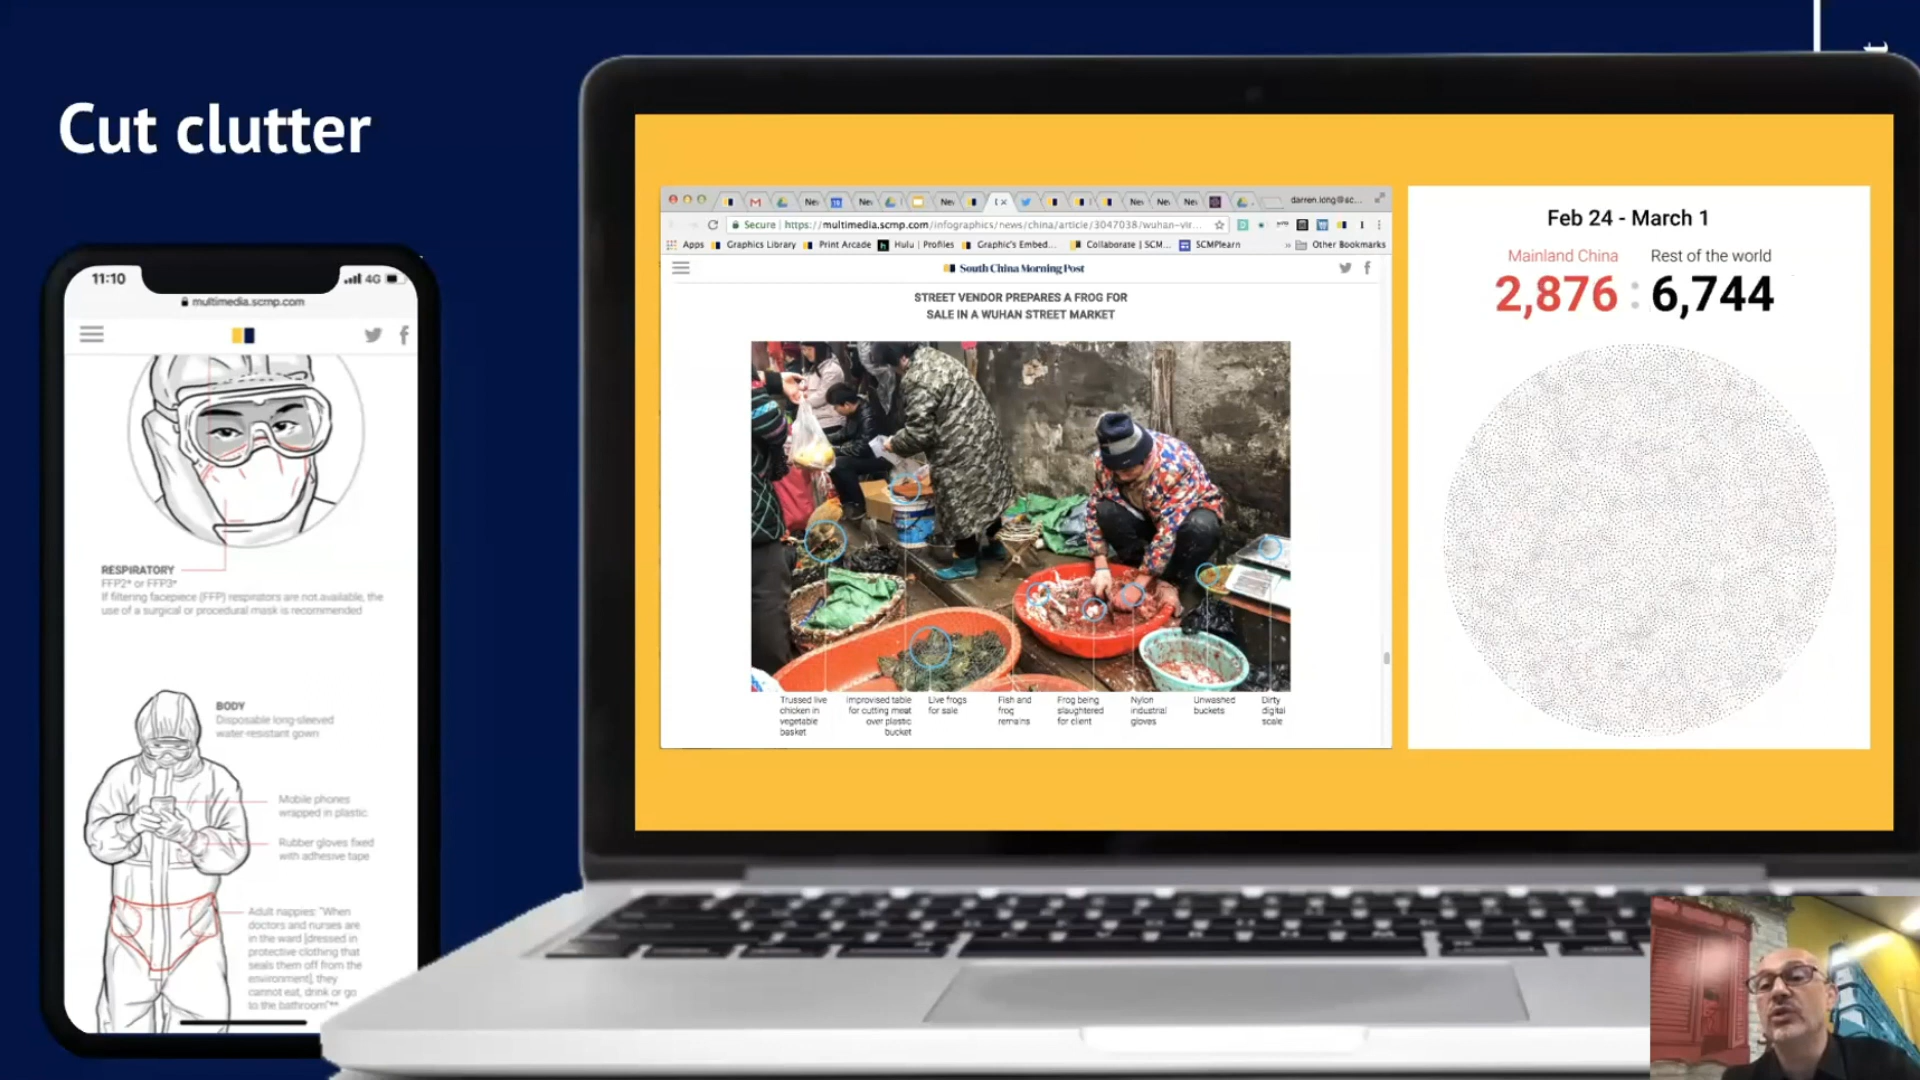 Cut clutter
11:10
4G
multimedia.scmp.com
RESPIRATORY
FFP2* or FFP3*
If filtering facepiece (FFP) respirators are not available, the
use of a surgical or procedural mask is recommended
BODY
Disposable long-sleeved
water-resistant gown
Mobile phones
wrapped in plastic
Rubber gloves fixed
with adhesive tape
Adult nappies: "When
doctors and nurses are
in the ward [dressed in
protective clothing that
seals them off from the
environment], they
cannot eat, drink or go
to the bathroom"**
darren.long@sc...
Secure | https://multimedia.scmp.com/infographics/news/china/article/3047038/wuhan-vir...
Apps Graphics Library Print Arcade Hulu | Profiles Graphic's Embed... Collaborate | SCM... SCMPlearn » Other Bookmarks
South China Morning Post
STREET VENDOR PREPARES A FROG FOR
SALE IN A WUHAN STREET MARKET
Trussed live
chicken in
vegetable
basket
Improvised table
for cutting meat
over plastic
bucket
Live frogs
for sale
Fish and
frog
remains
Frog being
slaughtered
for client
Nylon
industrial
gloves
Unwashed
buckets
Dirty
digital
scale
Feb 24 - March 1
Mainland China Rest of the world
2,876 : 6,744
t